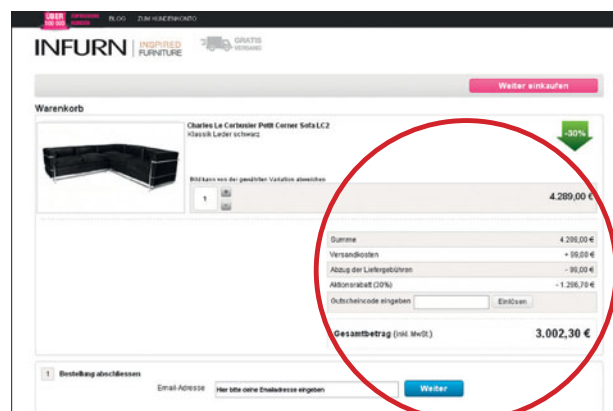 ÜBER ZUFRIEDENE
100 000 KUNDEN
BLOG ZUM KUNDENKONTO
INFURN INSPIRED FURNITURE
GRATIS
VERSAND
Weiter einkaufen
Warenkorb
Charles Le Corbusier Petit Corner Sofa LC2
Klassik Leder schwarz
-30%
Bild kann von der gewählten Variation abweichen
1
4.289,00 €
Summe 4.289,00 €
Versandkosten + 99,00 €
Abzug der Liefergebühren - 99,00 €
Aktionsrabatt (30%) - 1.286,70 €
Gutscheincode eingeben Einlösen
Gesamtbetrag (inkl. MwSt.) 3.002,30 €
1 Bestellung abschliessen
Email-Adresse Hier bitte deine Emailadresse eingeben Weiter